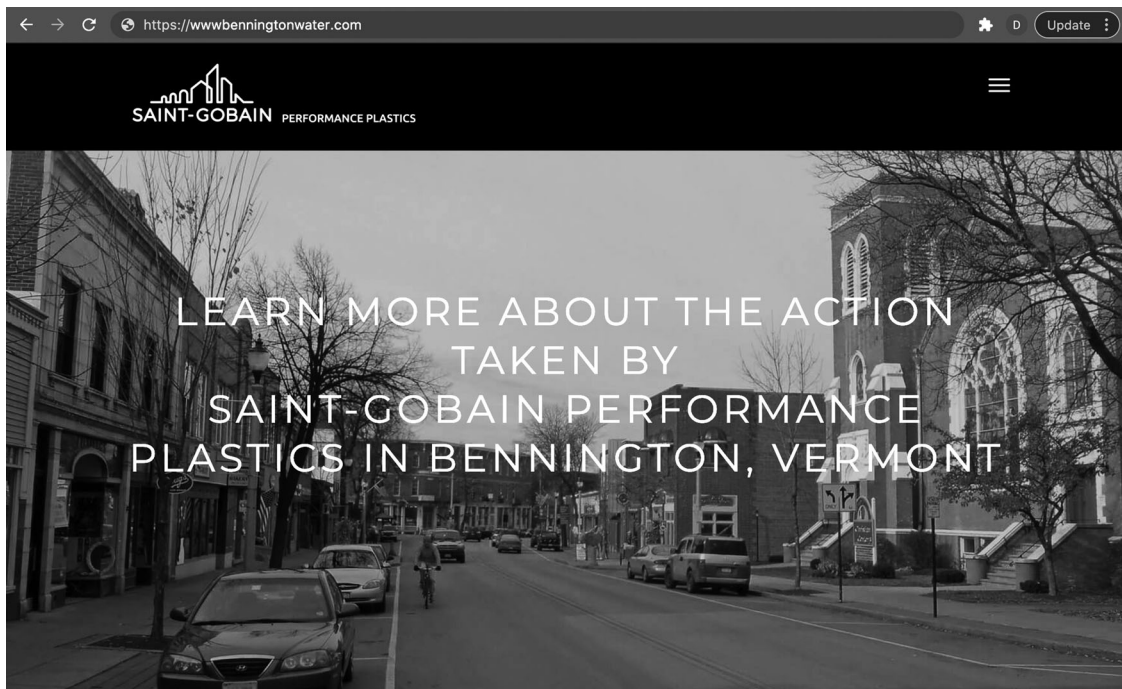 https://wwwbenningtonwater.com
D
Update
SAINT-GOBAIN PERFORMANCE PLASTICS
LEARN MORE ABOUT THE ACTION
TAKEN BY
SAINT-GOBAIN PERFORMANCE
PLASTICS IN BENNINGTON, VERMONT
ONLY